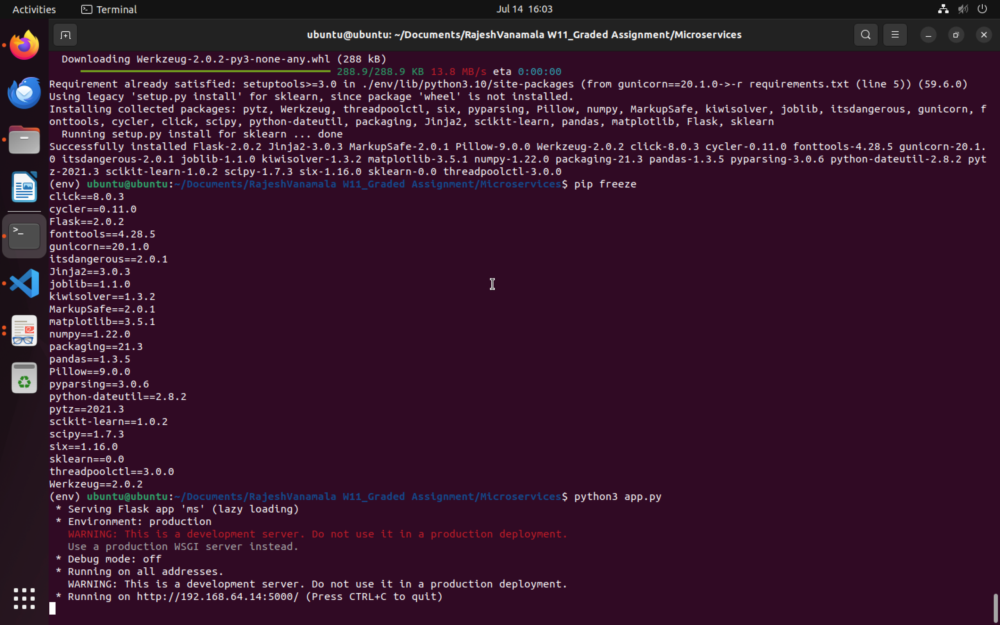 Activities Terminal Jul 14 16:03
ubuntu@ubuntu: ~/Documents/RajeshVanamala W11_Graded Assignment/Microservices
Downloading Werkzeug-2.0.2-py3-none-any.whl (288 kB)
288.9/288.9 KB 13.8 MB/s eta 0:00:00
Requirement already satisfied: setuptools>=3.0 in ./env/lib/python3.10/site-packages (from gunicorn==20.1.0->-r requirements.txt (line 5)) (59.6.0)
Using legacy 'setup.py install' for sklearn, since package 'wheel' is not installed.
Installing collected packages: pytz, Werkzeug, threadpoolctl, six, pyparsing, Pillow, numpy, MarkupSafe, kiwisolver, joblib, itsdangerous, gunicorn, f
onttools, cycler, click, scipy, python-dateutil, packaging, Jinja2, scikit-learn, pandas, matplotlib, Flask, sklearn
Running setup.py install for sklearn ... done
Successfully installed Flask-2.0.2 Jinja2-3.0.3 MarkupSafe-2.0.1 Pillow-9.0.0 Werkzeug-2.0.2 click-8.0.3 cycler-0.11.0 fonttools-4.28.5 gunicorn-20.1.
0 itsdangerous-2.0.1 joblib-1.1.0 kiwisolver-1.3.2 matplotlib-3.5.1 numpy-1.22.0 packaging-21.3 pandas-1.3.5 pyparsing-3.0.6 python-dateutil-2.8.2 pyt
z-2021.3 scikit-learn-1.0.2 scipy-1.7.3 six-1.16.0 sklearn-0.0 threadpoolctl-3.0.0
(env) ubuntu@ubuntu:~/Documents/RajeshVanamala W11_Graded Assignment/Microservices$ pip freeze
click==8.0.3
cycler==0.11.0
Flask==2.0.2
fonttools==4.28.5
gunicorn==20.1.0
itsdangerous==2.0.1
Jinja2==3.0.3
joblib==1.1.0
kiwisolver==1.3.2
MarkupSafe==2.0.1
matplotlib==3.5.1
numpy==1.22.0
packaging==21.3
pandas==1.3.5
Pillow==9.0.0
pyparsing==3.0.6
python-dateutil==2.8.2
pytz==2021.3
scikit-learn==1.0.2
scipy==1.7.3
six==1.16.0
sklearn==0.0
threadpoolctl==3.0.0
Werkzeug==2.0.2
(env) ubuntu@ubuntu:~/Documents/RajeshVanamala W11_Graded Assignment/Microservices$ python3 app.py
* Serving Flask app 'ms' (lazy loading)
* Environment: production
WARNING: This is a development server. Do not use it in a production deployment.
Use a production WSGI server instead.
* Debug mode: off
* Running on all addresses.
WARNING: This is a development server. Do not use it in a production deployment.
* Running on http://192.168.64.14:5000/ (Press CTRL+C to quit)